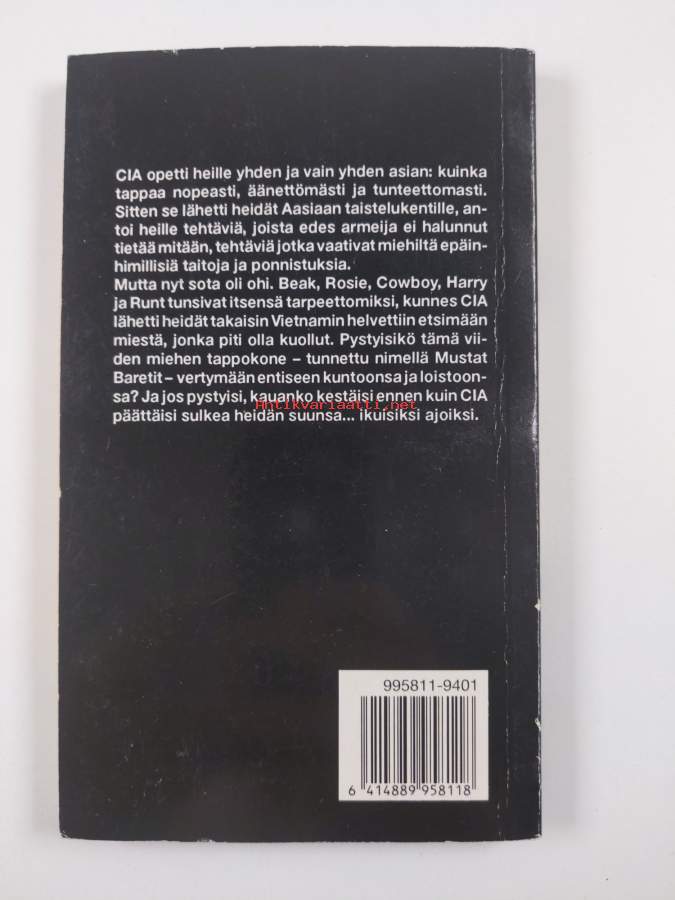 CIA opetti heille yhden ja vain yhden asian: kuinka
tappaa nopeasti, äänettömästi ja tunteettomasti.
Sitten se lähetti heidät Aasiaan taistelukentille, an-
toi heille tehtäviä, joista edes armeija ei halunnut
tietää mitään, tehtäviä jotka vaativat miehiltä epäin-
himillisiä taitoja ja ponnistuksia.
Mutta nyt sota oli ohi. Beak, Rosie, Cowboy, Harry
ja Runt tunsivat itsensä tarpeettomiksi, kunnes CIA
lähetti heidät takaisin Vietnamin helvettiin etsimään
miestä, jonka piti olla kuollut. Pystyisikö tämä vii-
den miehen tappokone – tunnettu nimellä Mustat
Baretit – vertymään entiseen kuntoonsa ja loistoon-
sa? Ja jos pystyisi, kauanko kestäisi ennen kuin CIA
päättäisi sulkea heidän suunsa... ikuisiksi ajoiksi.
Antikvariaatti.net
995811-9401
6 414889 958118